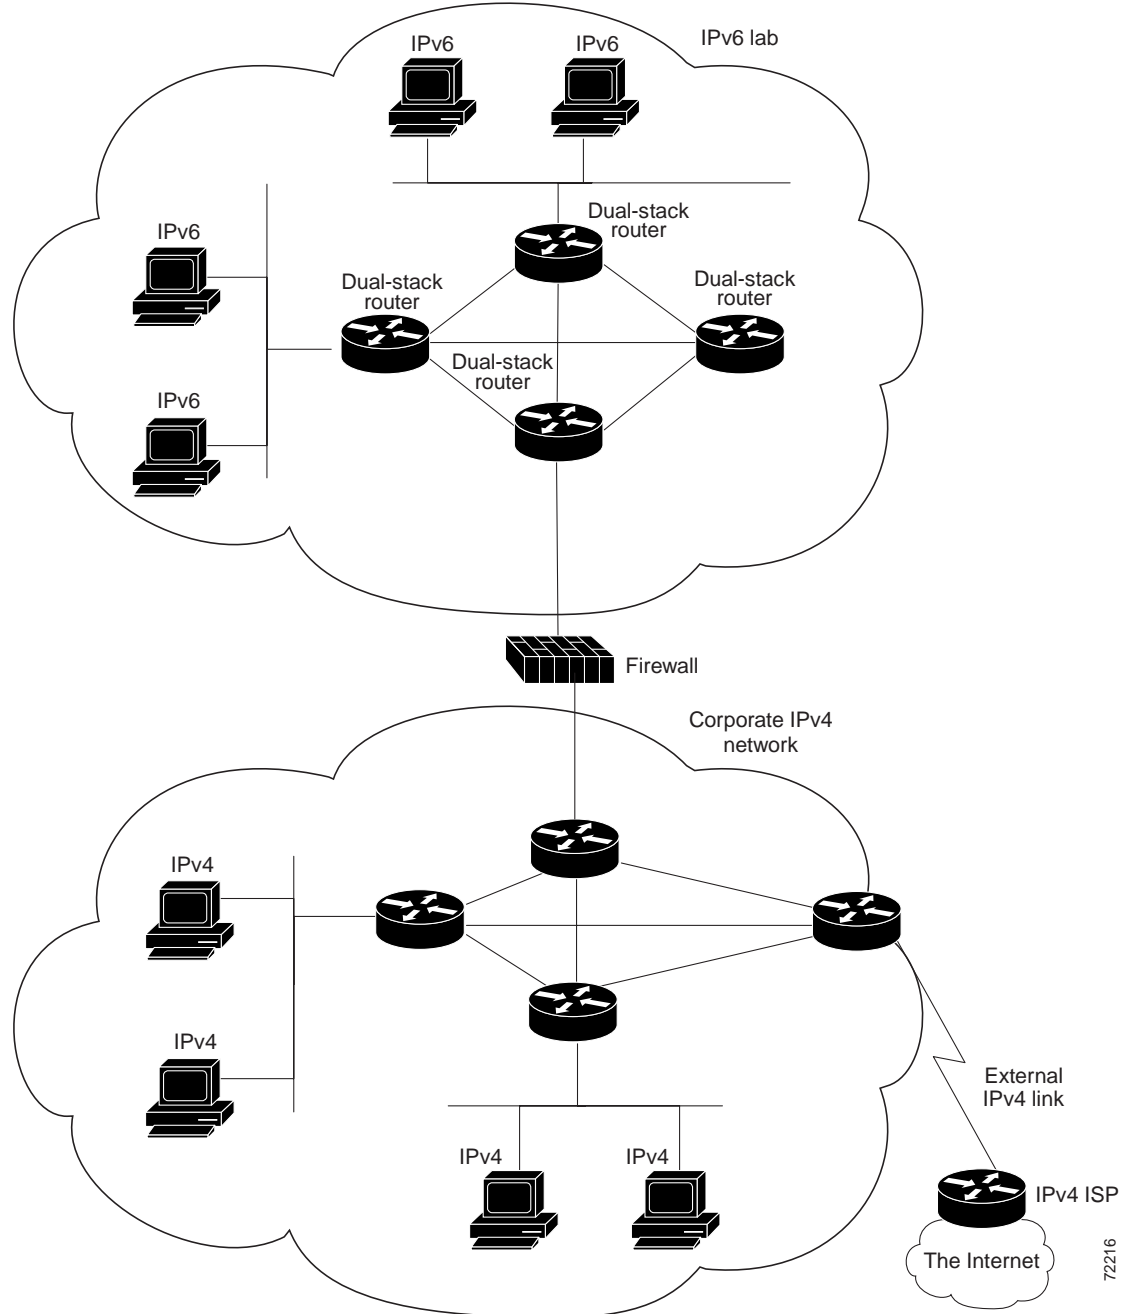 IPv6
IPv6
IPv6 lab
Dual-stack
router
IPv6
Dual-stack
router
Dual-stack
router
Dual-stack
router
IPv6
Firewall
Corporate IPv4
network
IPv4
IPv4
External
IPv4 link
IPv4
IPv4
IPv4 ISP
The Internet
72216